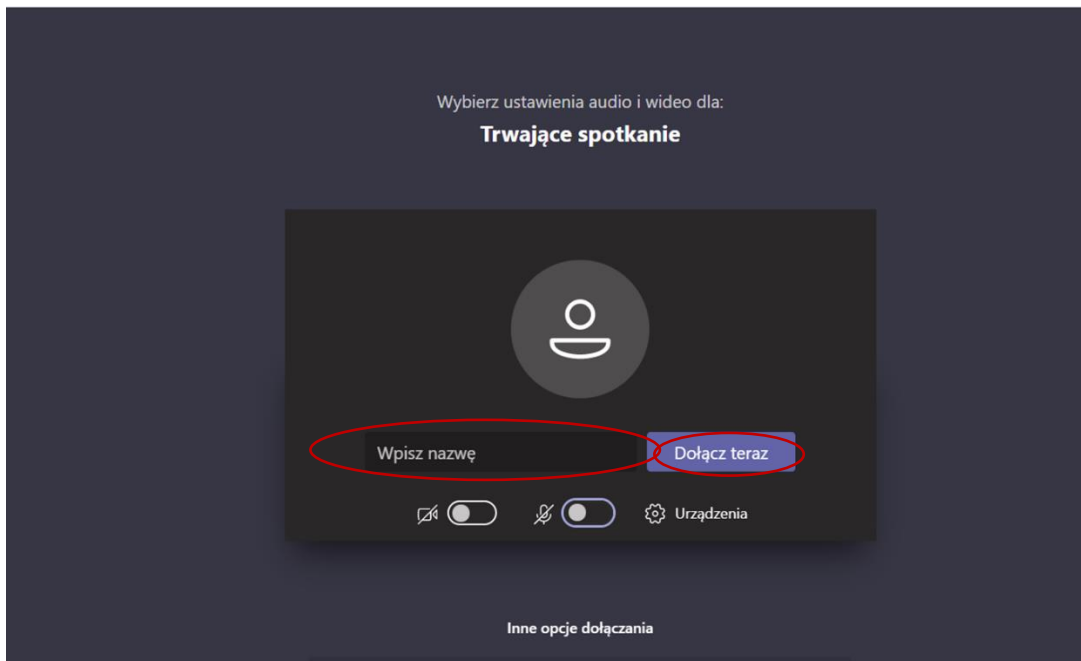 Wybierz ustawienia audio i wideo dla:
Trwające spotkanie
Wpisz nazwę
Dołącz teraz
Urządzenia
Inne opcje dołączania